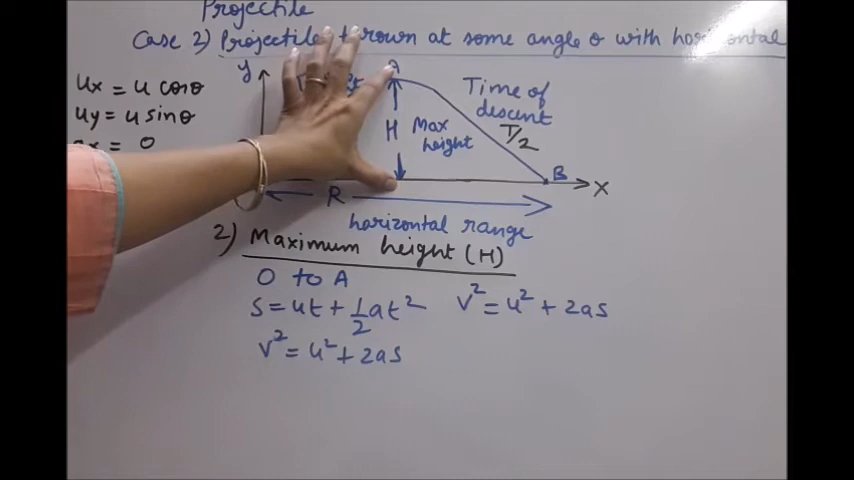 Projectile
Case 2) Projectile thrown at some angle θ with horizontal
y
ux = u cosθ
uy = u sinθ
= 0
A
H
Max
height
Time of
descent
T/2
B
X
R
horizontal range
2) Maximum height (H)
O to A
S = ut + 1/2 at² v² = u² + 2as
v² = u² + 2as